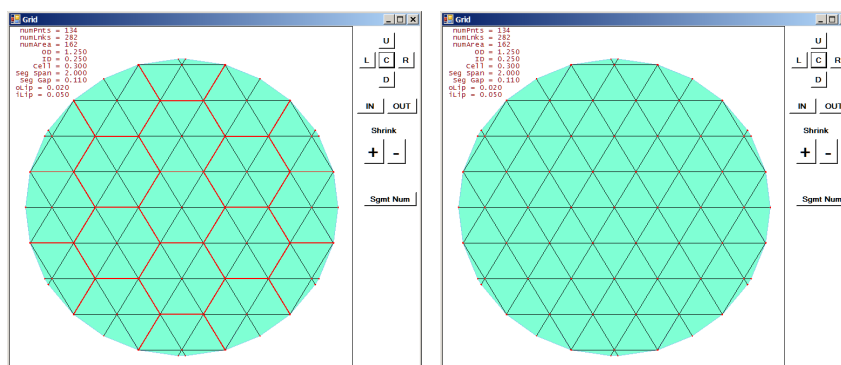 Grid
numPnts = 134
numLnks = 282
numArea = 162
OD = 1.250
ID = 0.250
Cell = 0.300
Seg Span = 2.000
Seg Gap = 0.110
oLip = 0.020
iLip = 0.050
U
L C R
D
IN OUT
Shrink
+ -
Sgmt Num
Grid
numPnts = 134
numLnks = 282
numArea = 162
OD = 1.250
ID = 0.250
Cell = 0.300
Seg Span = 2.000
Seg Gap = 0.110
oLip = 0.020
iLip = 0.050
U
L C R
D
IN OUT
Shrink
+ -
Sgmt Num